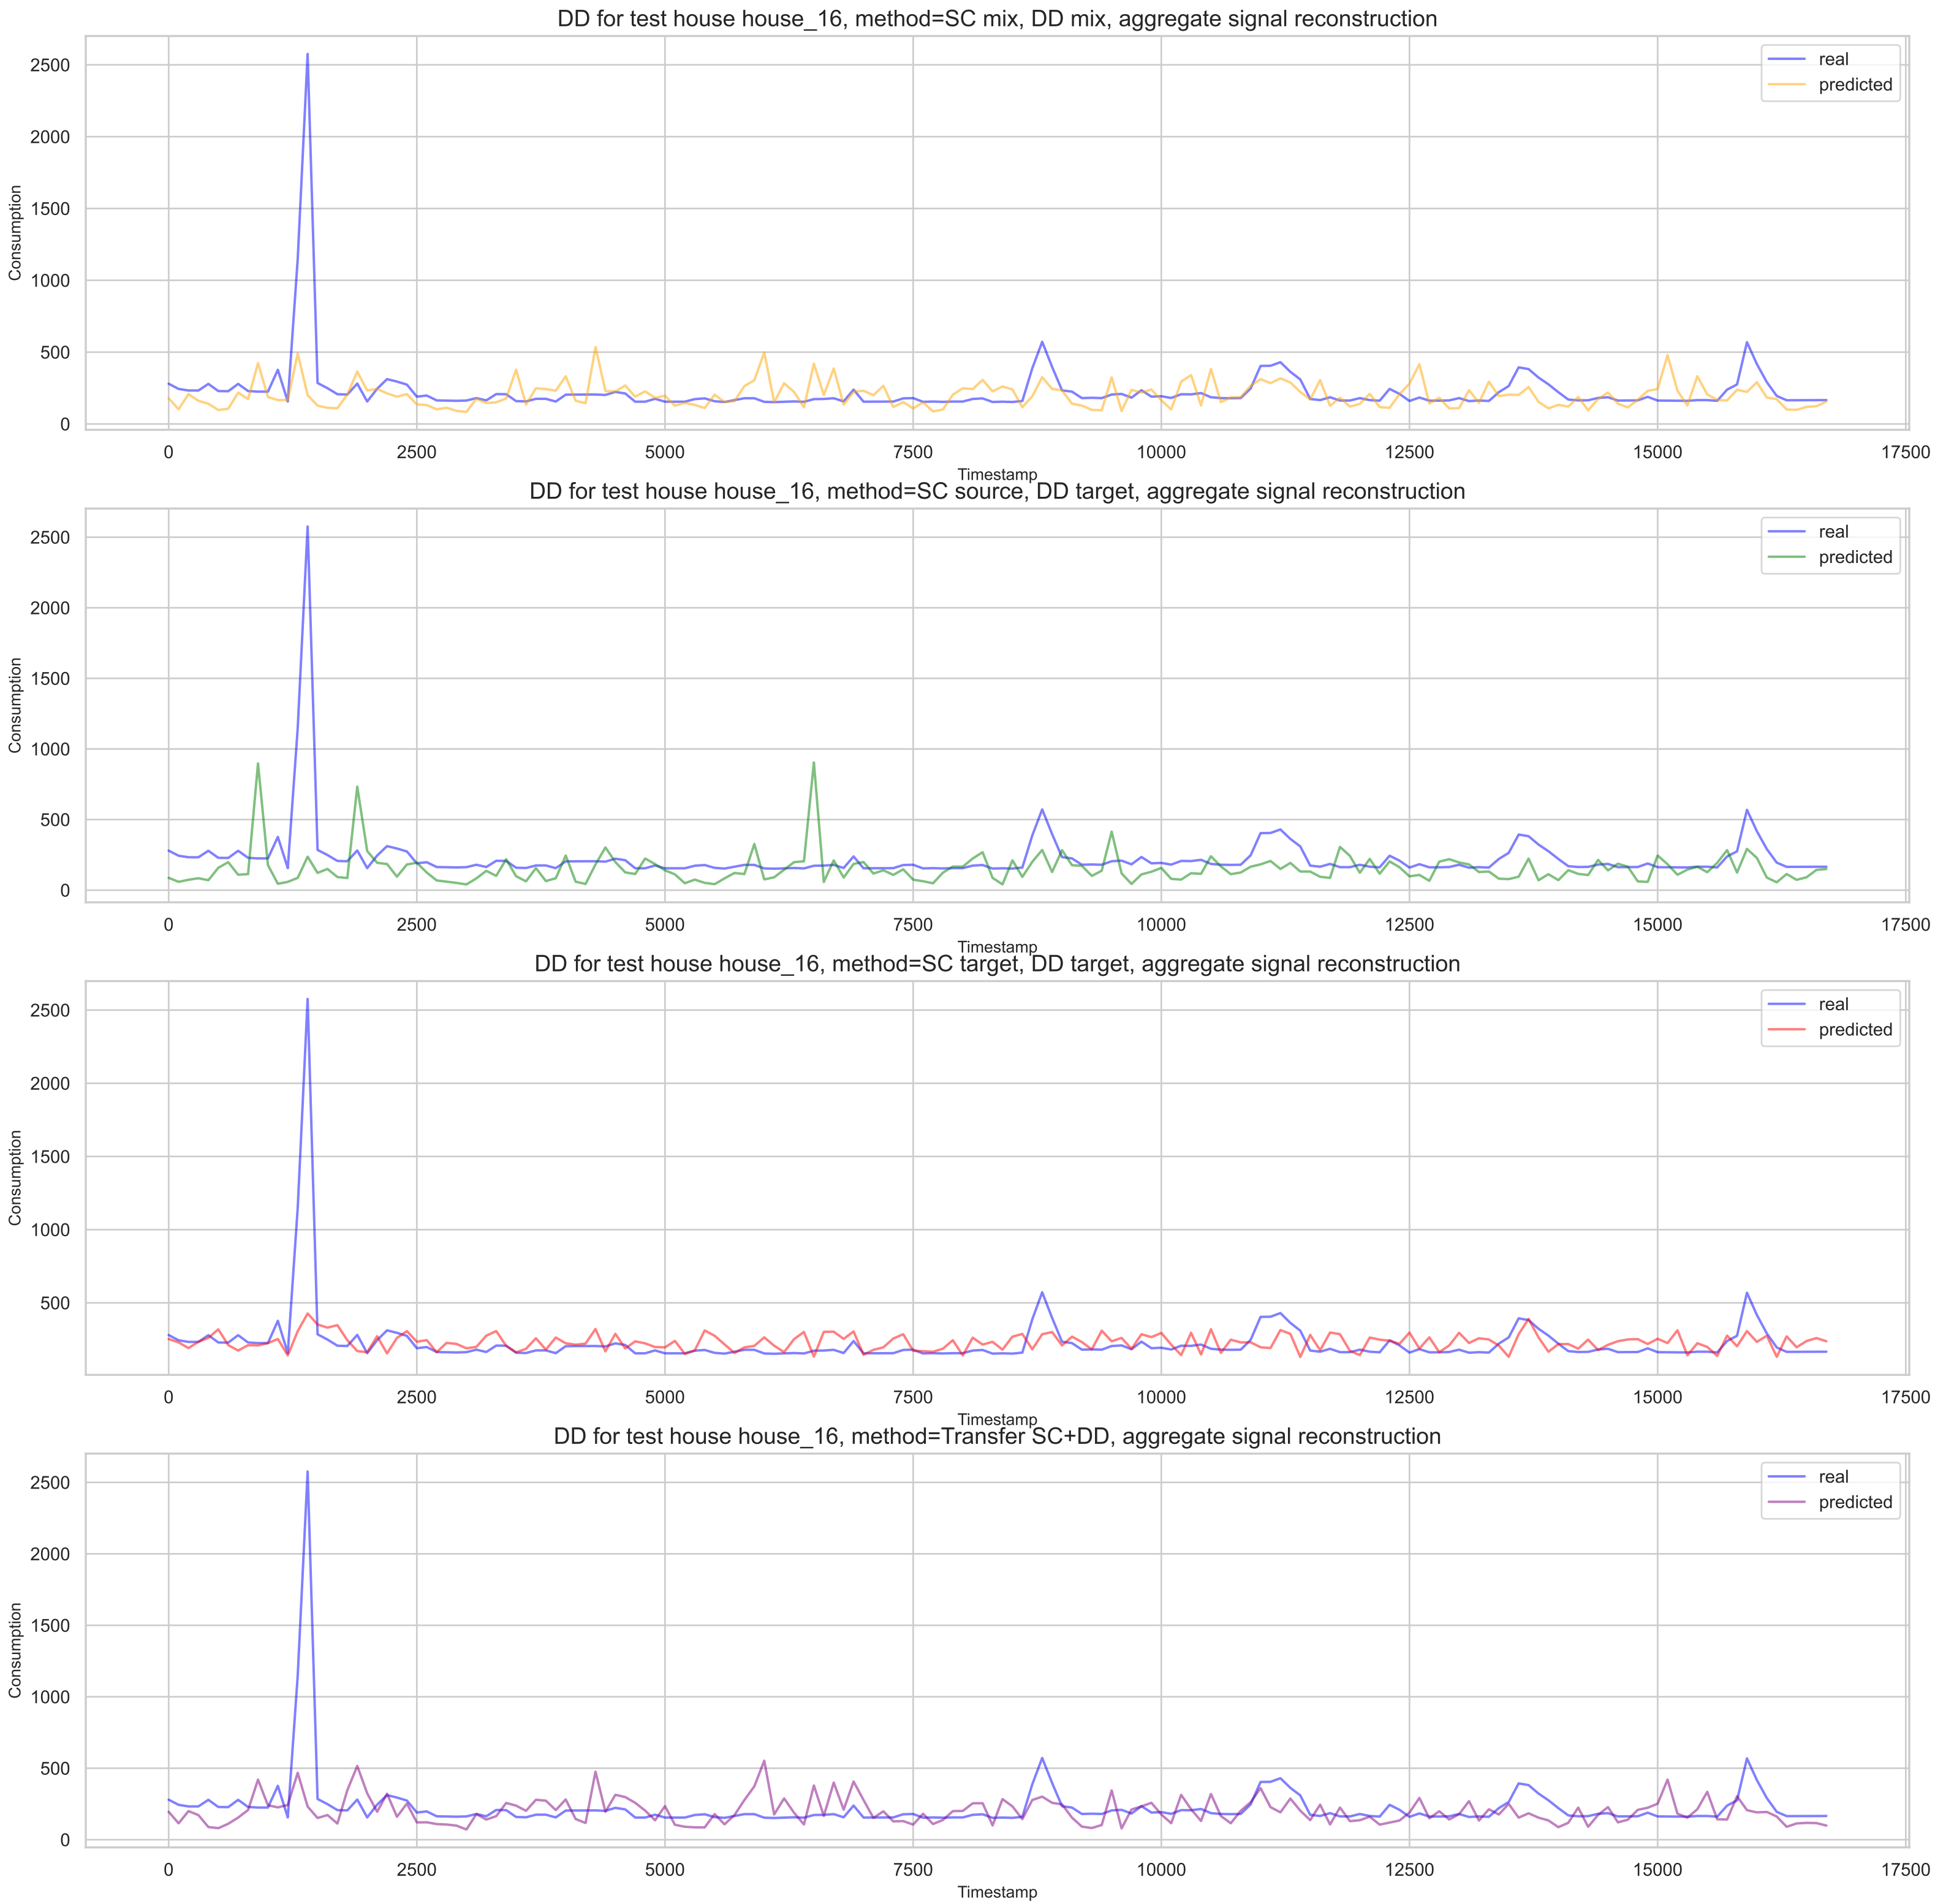 DD for test house house_16, method=SC mix, DD mix, aggregate signal reconstruction
real
predicted
2500
2000
1500
1000
500
0
Consumption
0 2500 5000 7500 10000 12500 15000 17500
Timestamp
DD for test house house_16, method=SC source, DD target, aggregate signal reconstruction
real
predicted
2500
2000
1500
1000
500
0
Consumption
0 2500 5000 7500 10000 12500 15000 17500
Timestamp
DD for test house house_16, method=SC target, DD target, aggregate signal reconstruction
real
predicted
2500
2000
1500
1000
500
Consumption
0 2500 5000 7500 10000 12500 15000 17500
Timestamp
DD for test house house_16, method=Transfer SC+DD, aggregate signal reconstruction
real
predicted
2500
2000
1500
1000
500
0
Consumption
0 2500 5000 7500 10000 12500 15000 17500
Timestamp